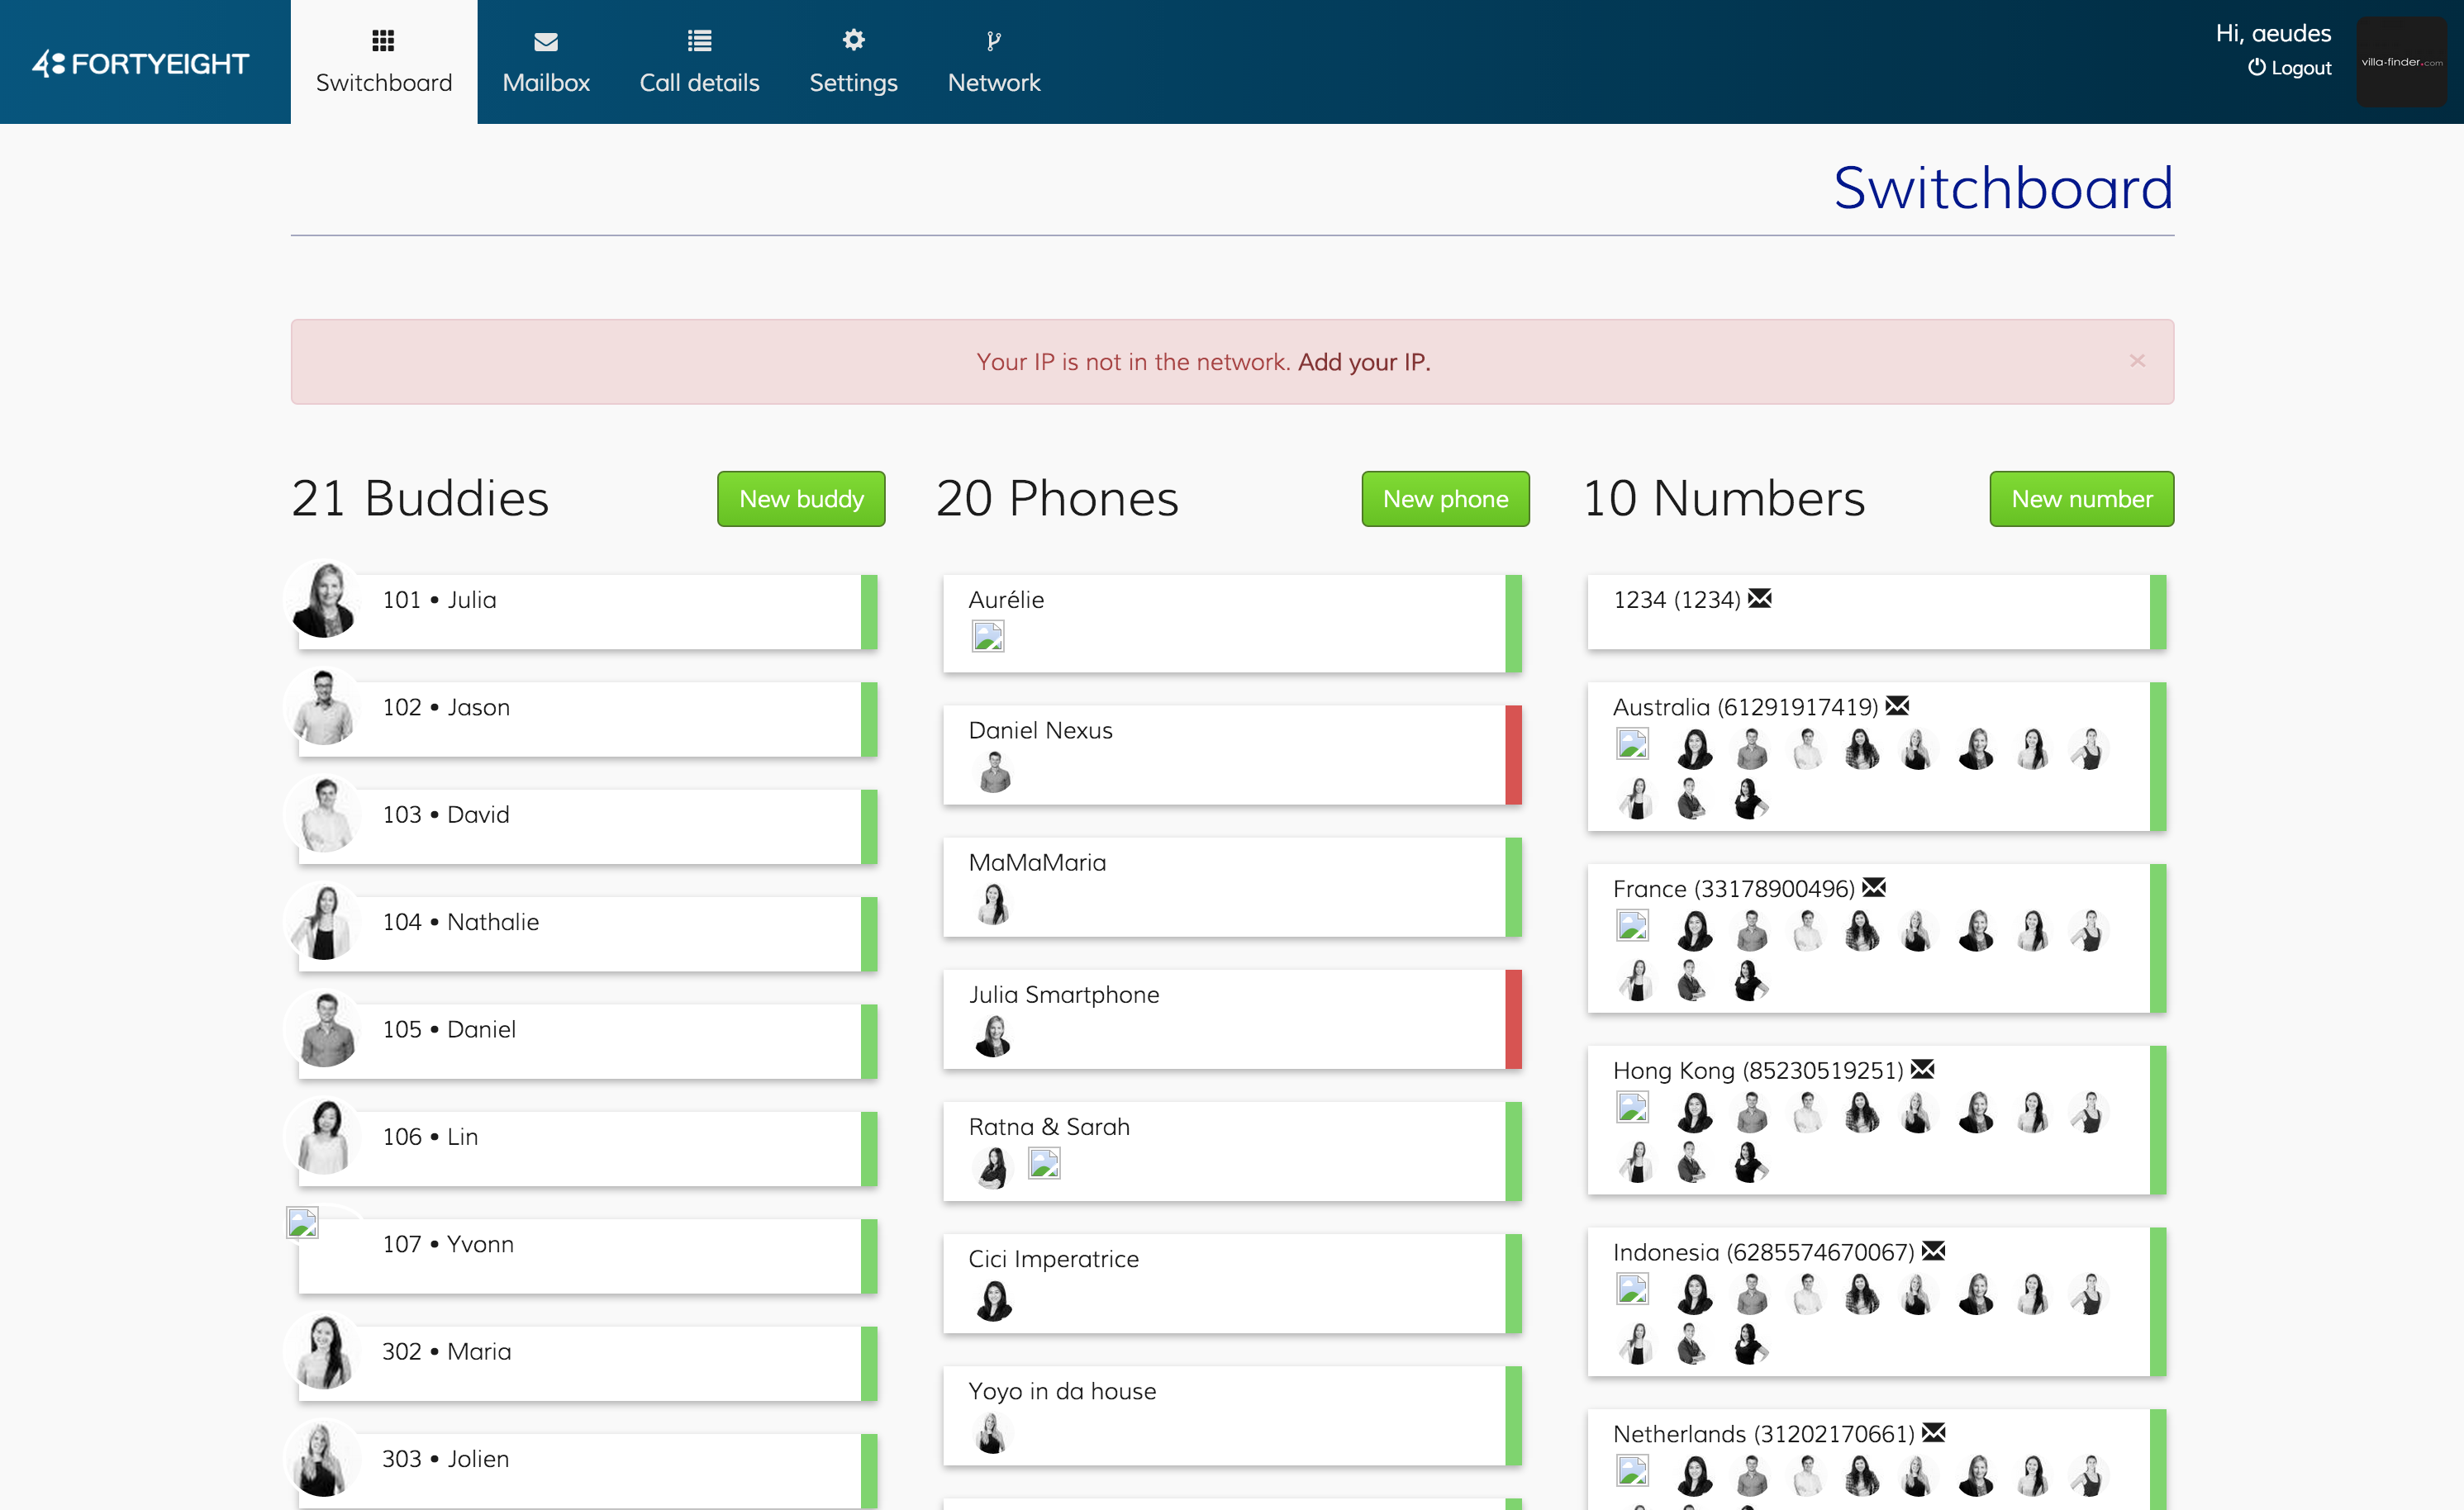 48 FORTYEIGHT
Switchboard
Mailbox
Call details
Settings
Network
Hi, aeudes
Logout
villa-finder.com
Switchboard
Your IP is not in the network. Add your IP. ×
21 Buddies
New buddy
101 • Julia
102 • Jason
103 • David
104 • Nathalie
105 • Daniel
106 • Lin
107 • Yvonn
302 • Maria
303 • Jolien
20 Phones
New phone
Aurélie
Daniel Nexus
MaMaMaria
Julia Smartphone
Ratna & Sarah
Cici Imperatrice
Yoyo in da house
10 Numbers
New number
1234 (1234)
Australia (61291917419)
France (33178900496)
Hong Kong (85230519251)
Indonesia (6285574670067)
Netherlands (31202170661)